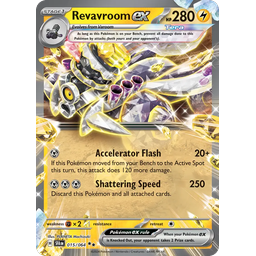 STAGE 1
Revavroom ex HP 280
Evolves from Varoom
As long as this Pokémon is on your Bench, prevent all damage done to this
Pokémon by attacks (both yours and your opponent's).
Accelerator Flash 20+
If this Pokémon moved from your Bench to the Active Spot
this turn, this attack does 120 more damage.
Shattering Speed 250
Discard this Pokémon and all attached cards.
weakness ×2 resistance retreat
Pokémon ex rule
When your Pokémon ex
is Knocked Out, your opponent takes 2 Prize cards.
015/064